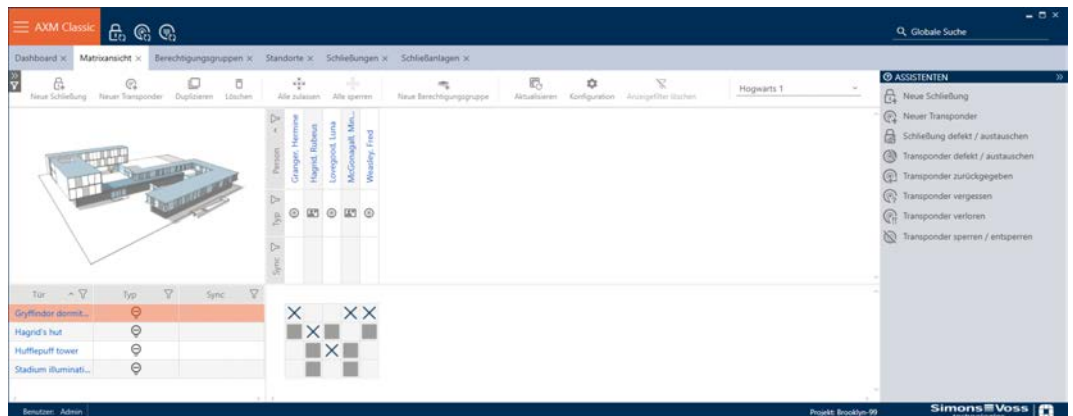 AXM Classic
Globale Suche
Dashboard × Matrixansicht × Berechtigungsgruppen × Standorte × Schließungen × Schließanlagen ×
Neue Schließung Neuer Transponder Duplizieren Löschen Alle zulassen Alle sperren Neue Berechtigungsgruppe Aktualisieren Konfiguration Anzeigefilter löschen
Hogwarts 1
ASSISTENTEN
Neue Schließung
Neuer Transponder
Schließung defekt / austauschen
Transponder defekt / austauschen
Transponder zurückgegeben
Transponder vergessen
Transponder verloren
Transponder sperren / entsperren
Person
Granger, Hermine
Hagrid, Rubeus
Lovegood, Luna
McGonagall, Min...
Weasley, Fred
Typ
Sync
Tür Typ Sync
Gryffindor dormit...
Hagrid's hut
Hufflepuff tower
Stadium illuminati...
Benutzer: Admin
Projekt: Brooklyn-99
SimonsVoss
technologies